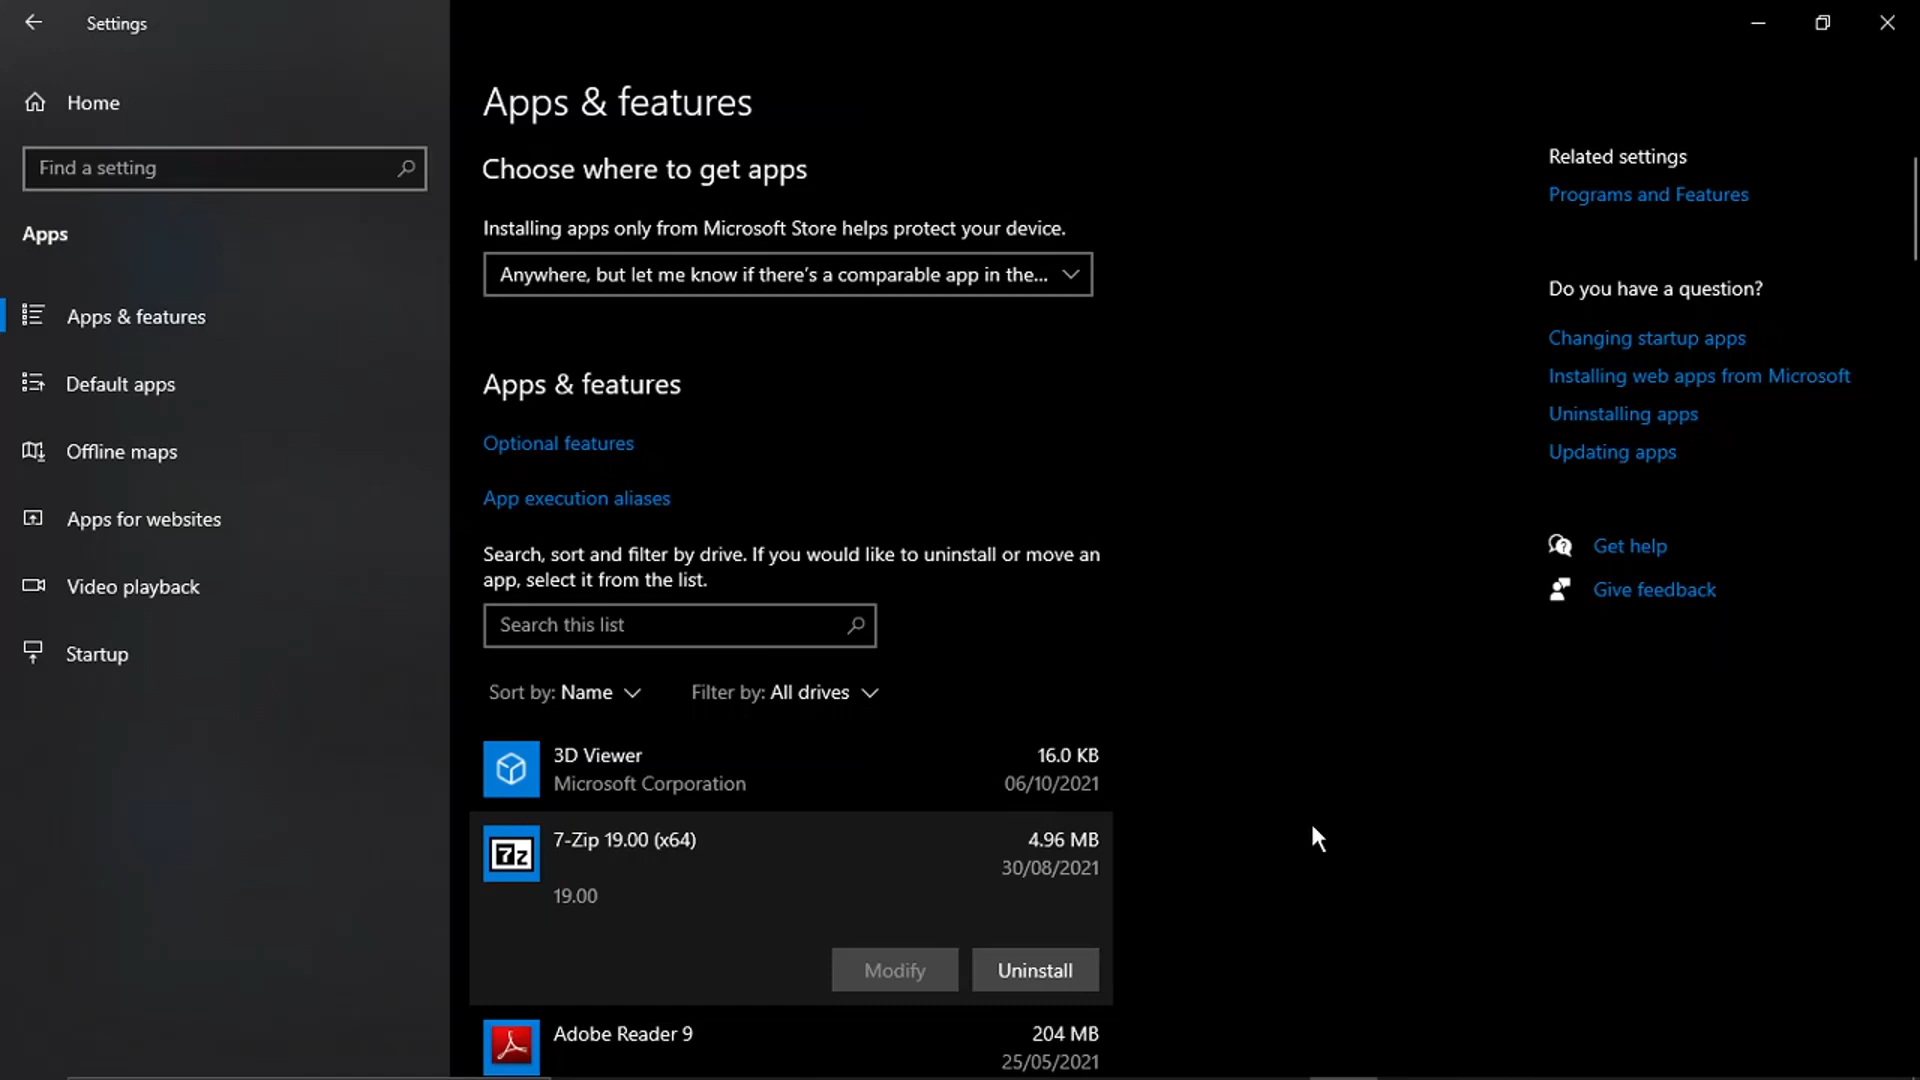 Settings
Home
Find a setting
Apps
Apps & features
Default apps
Offline maps
Apps for websites
Video playback
Startup
Apps & features
Choose where to get apps
Installing apps only from Microsoft Store helps protect your device.
Anywhere, but let me know if there's a comparable app in the...
Apps & features
Optional features
App execution aliases
Search, sort and filter by drive. If you would like to uninstall or move an
app, select it from the list.
Search this list
Sort by: Name
Filter by: All drives
3D Viewer
16.0 KB
Microsoft Corporation
06/10/2021
7z
7-Zip 19.00 (x64)
4.96 MB
30/08/2021
19.00
Modify
Uninstall
Adobe Reader 9
204 MB
25/05/2021
Related settings
Programs and Features
Do you have a question?
Changing startup apps
Installing web apps from Microsoft
Uninstalling apps
Updating apps
Get help
Give feedback